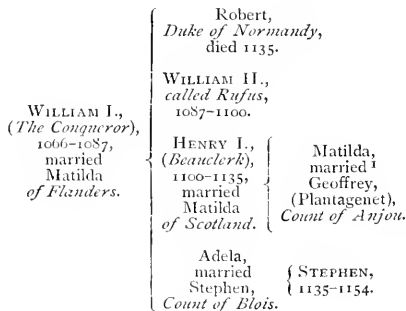 WILLIAM I.,
(The Conqueror),
1066-1087,
married
Matilda
of Flanders.
Robert,
Duke of Normandy,
died 1135.
WILLIAM II.,
called Rufus,
1087-1100.
HENRY I.,
(Beauclerk),
1100-1135,
married
Matilda
of Scotland.
Matilda,
married 1
Geoffrey,
(Plantagenet),
Count of Anjou.
Adela,
married
Stephen,
Count of Blois.
STEPHEN,
1135-1154.